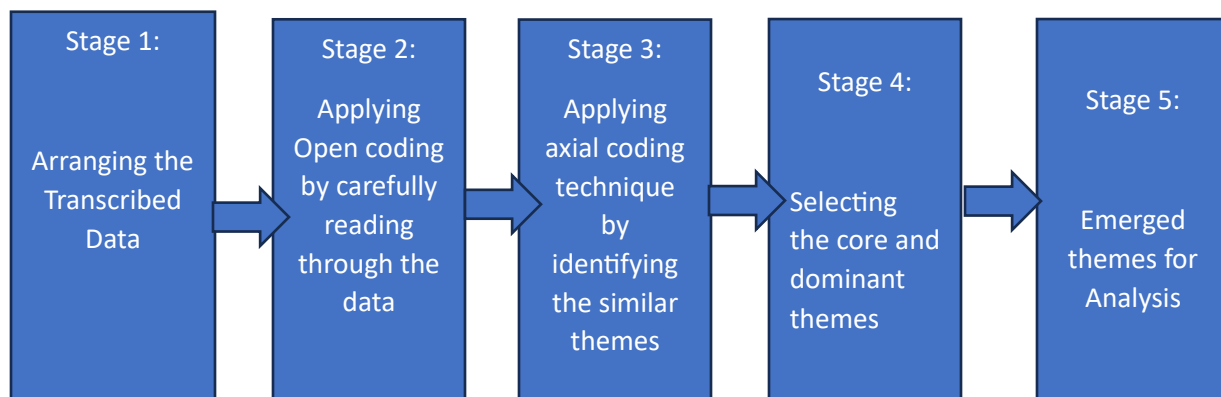 Stage 1:
Arranging the
Transcribed
Data
Stage 2:
Applying
Open coding
by carefully
reading
through the
data
Stage 3:
Applying
axial coding
technique
by
identifying
the similar
themes
Stage 4:
Selecting
the core and
dominant
themes
Stage 5:
Emerged
themes for
Analysis